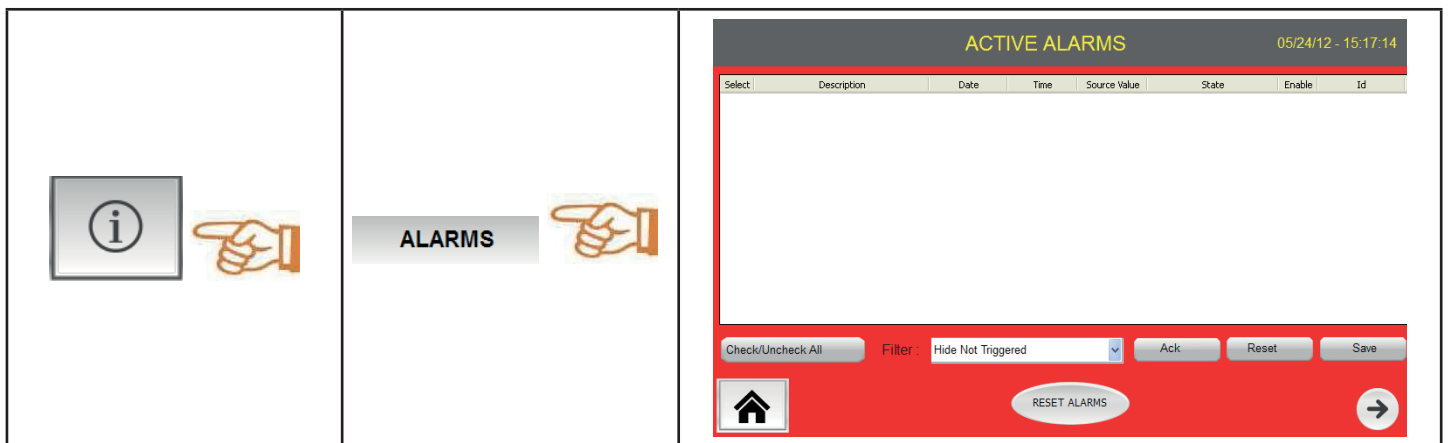 i
ALARMS
ACTIVE ALARMS 05/24/12 - 15:17:14
Select Description Date Time Source Value State Enable Id
Check/Uncheck All Filter : Hide Not Triggered Ack Reset Save
RESET ALARMS